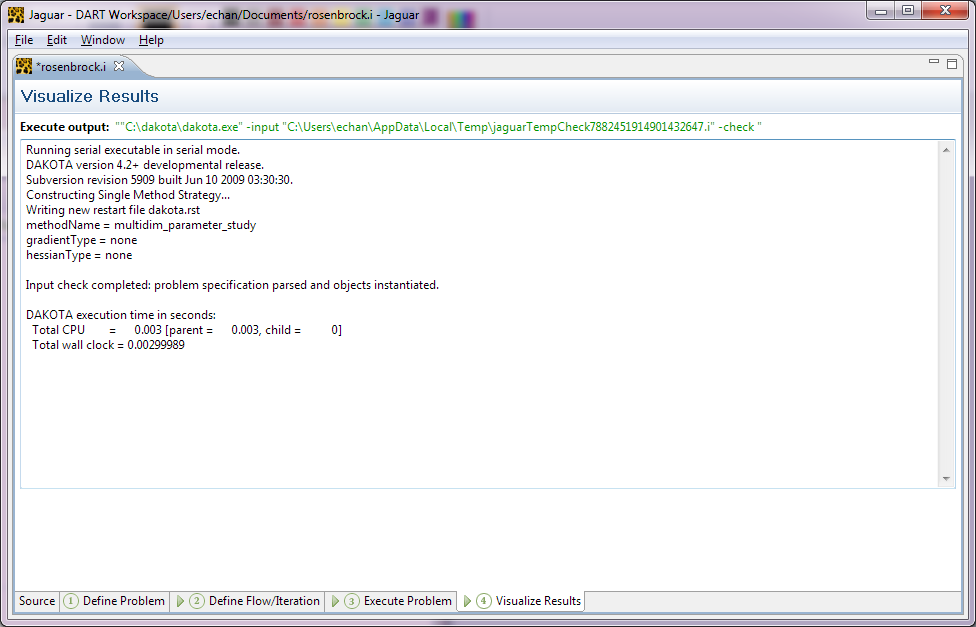 Jaguar - DART Workspace/Users/echan/Documents/rosenbrock.i - Jaguar
File Edit Window Help
*rosenbrock.i
Visualize Results
Execute output: ""C:\dakota\dakota.exe" -input "C:\Users\echan\AppData\Local\Temp\jaguarTempCheck7882451914901432647.i" -check "
Running serial executable in serial mode.
DAKOTA version 4.2+ developmental release.
Subversion revision 5909 built Jun 10 2009 03:30:30.
Constructing Single Method Strategy...
Writing new restart file dakota.rst
methodName = multidim_parameter_study
gradientType = none
hessianType = none
Input check completed: problem specification parsed and objects instantiated.
DAKOTA execution time in seconds:
Total CPU = 0.003 [parent = 0.003, child = 0]
Total wall clock = 0.00299989
Source 1 Define Problem 2 Define Flow/Iteration 3 Execute Problem 4 Visualize Results